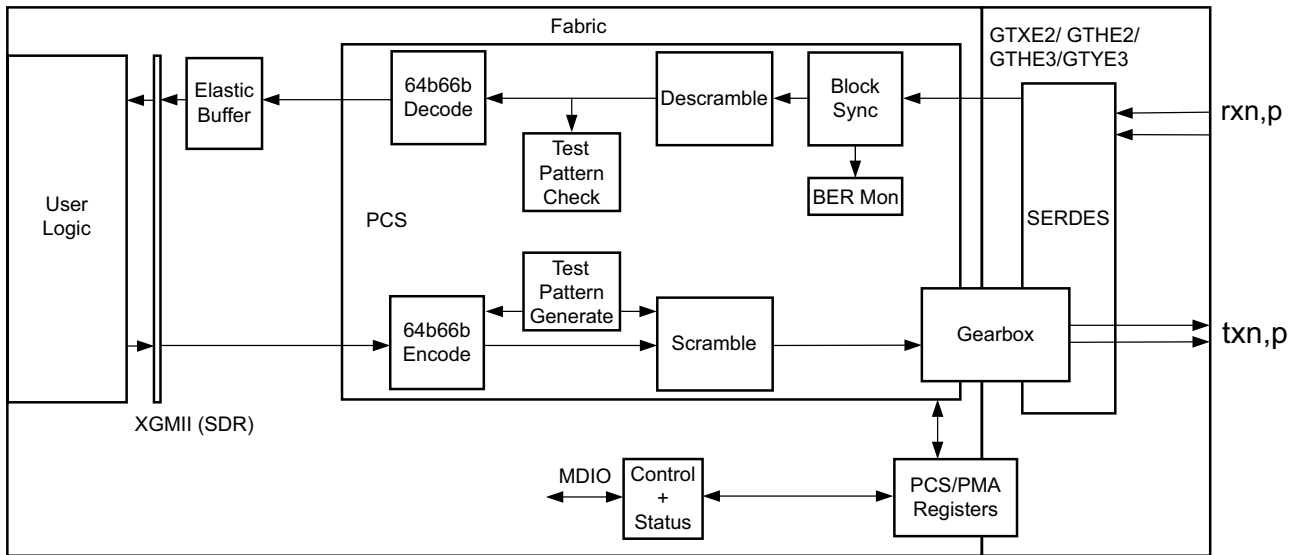 Fabric
GTXE2/ GTHE2/
GTHE3/GTYE3
Elastic
Buffer
64b66b
Decode
Descramble
Block
Sync
rxn,p
Test
Pattern
Check
BER Mon
User
Logic
PCS
SERDES
Test
Pattern
Generate
64b66b
Encode
Scramble
Gearbox
txn,p
XGMII (SDR)
MDIO
Control
+
Status
PCS/PMA
Registers